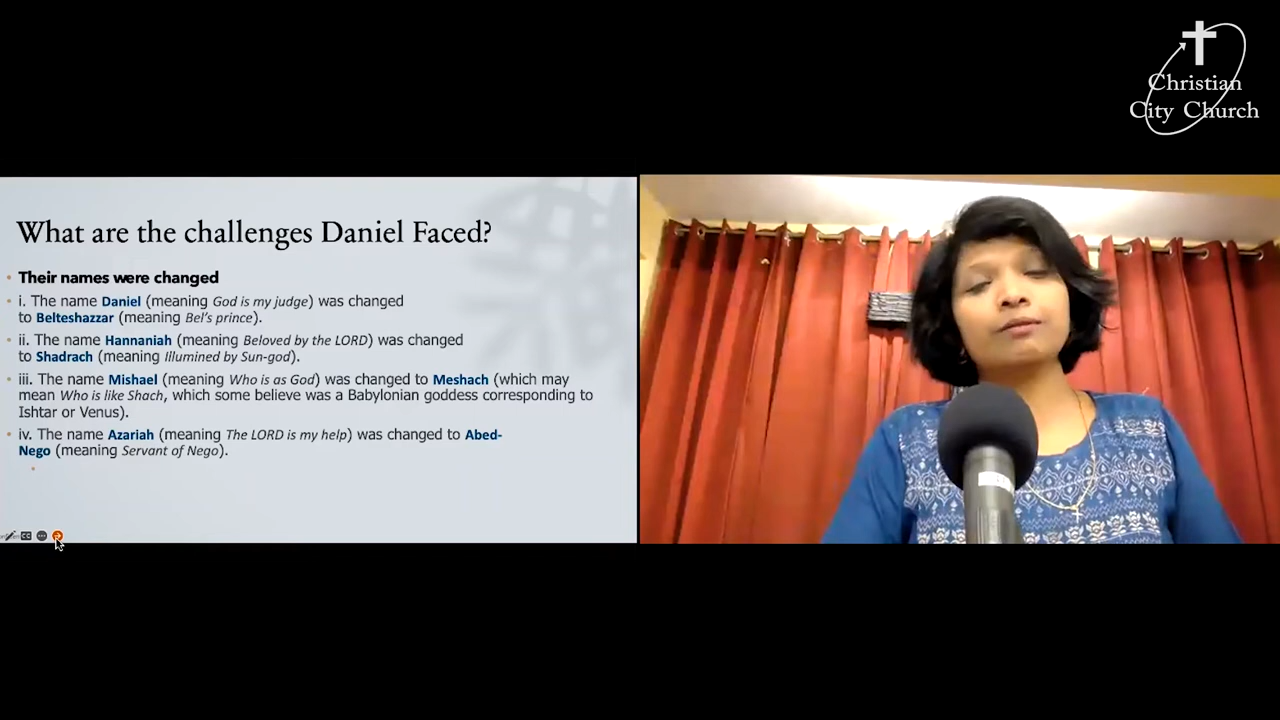 Christian
City Church
What are the challenges Daniel Faced?
Their names were changed
i. The name Daniel (meaning God is my judge) was changed
to Belteshazzar (meaning Bel's prince).
ii. The name Hannaniah (meaning Beloved by the LORD) was changed
to Shadrach (meaning Illumined by Sun-god).
iii. The name Mishael (meaning Who is as God) was changed to Meshach (which may
mean Who is like Shach, which some believe was a Babylonian goddess corresponding to
Ishtar or Venus).
iv. The name Azariah (meaning The LORD is my help) was changed to Abed-
Nego (meaning Servant of Nego).